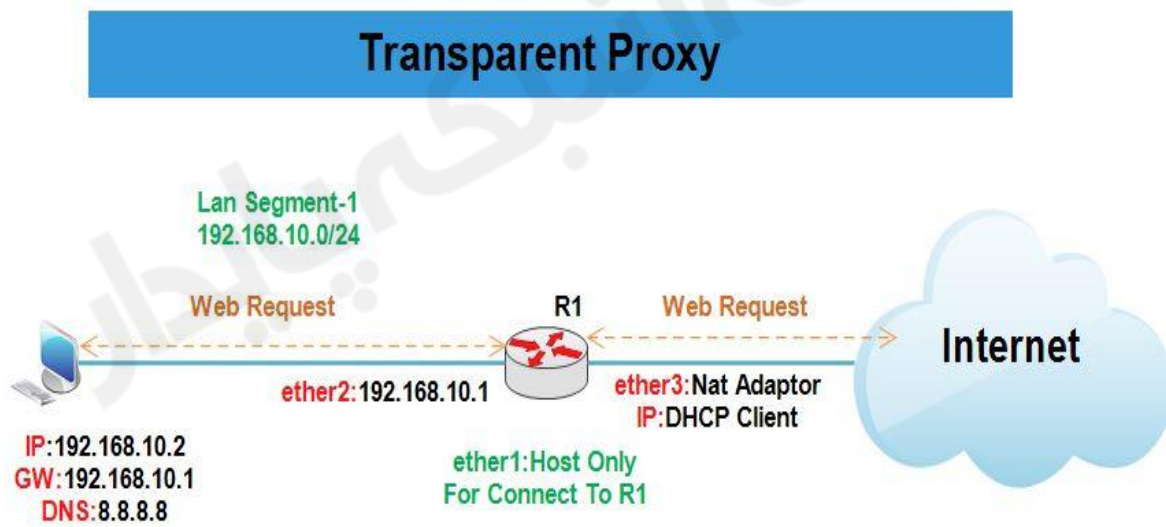 Transparent Proxy
Lan Segment-1
192.168.10.0/24
Web Request
R1
Web Request
Internet
ether2:192.168.10.1
ether3:Nat Adaptor
IP:DHCP Client
IP:192.168.10.2
GW:192.168.10.1
DNS:8.8.8.8
ether1:Host Only
For Connect To R1